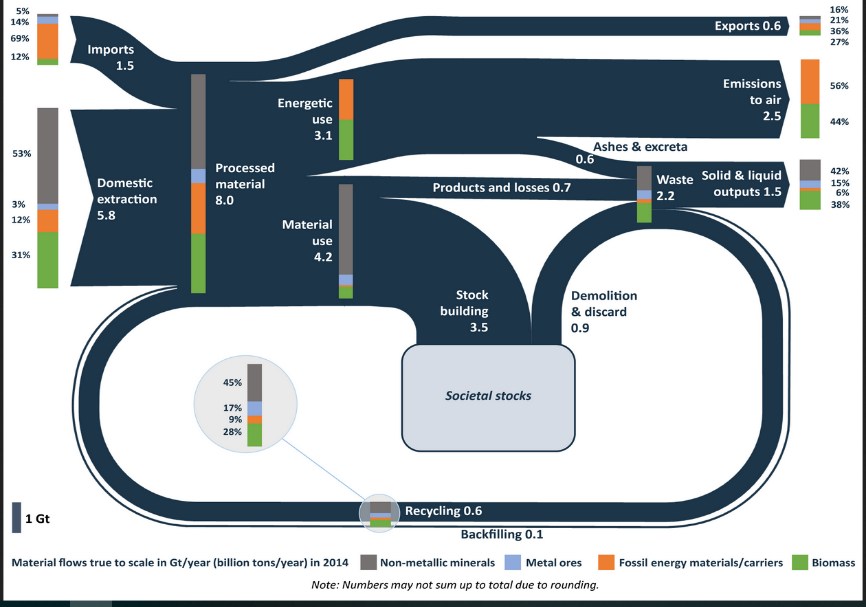 5%
14%
69%
12%
Imports
1.5
Exports 0.6
16%
21%
36%
27%
Energetic
use
3.1
Emissions
to air
2.5
56%
44%
53%
3%
12%
31%
Domestic
extraction
5.8
Processed
material
8.0
Ashes & excreta
0.6
Products and losses 0.7
Waste
2.2
Solid & liquid
outputs 1.5
42%
15%
6%
38%
Material
use
4.2
Stock
building
3.5
Demolition
& discard
0.9
Societal stocks
45%
17%
9%
28%
Recycling 0.6
Backfilling 0.1
1 Gt
Material flows true to scale in Gt/year (billion tons/year) in 2014
Non-metallic minerals
Metal ores
Fossil energy materials/carriers
Biomass
Note: Numbers may not sum up to total due to rounding.